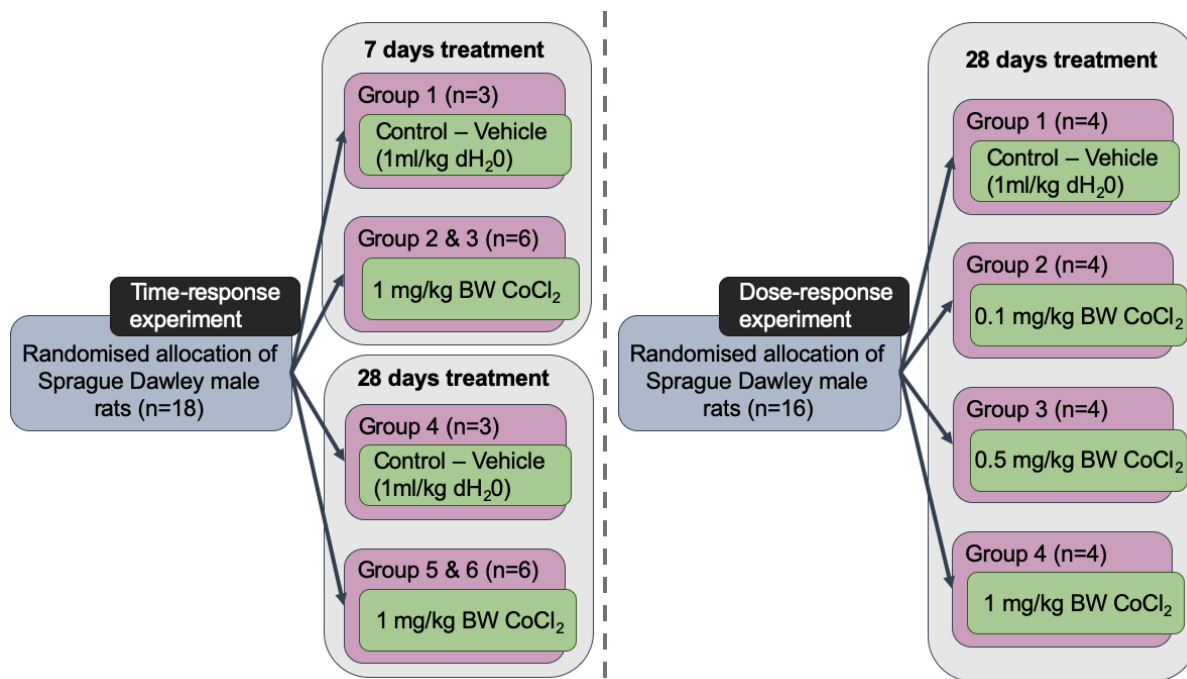 Time-response
experiment
Randomised allocation of
Sprague Dawley male
rats (n=18)
7 days treatment
Group 1 (n=3)
Control – Vehicle
(1ml/kg dH₂0)
Group 2 & 3 (n=6)
1 mg/kg BW CoCl₂
28 days treatment
Group 4 (n=3)
Control – Vehicle
(1ml/kg dH₂0)
Group 5 & 6 (n=6)
1 mg/kg BW CoCl₂
Dose-response
experiment
Randomised allocation of
Sprague Dawley male
rats (n=16)
28 days treatment
Group 1 (n=4)
Control – Vehicle
(1ml/kg dH₂0)
Group 2 (n=4)
0.1 mg/kg BW CoCl₂
Group 3 (n=4)
0.5 mg/kg BW CoCl₂
Group 4 (n=4)
1 mg/kg BW CoCl₂